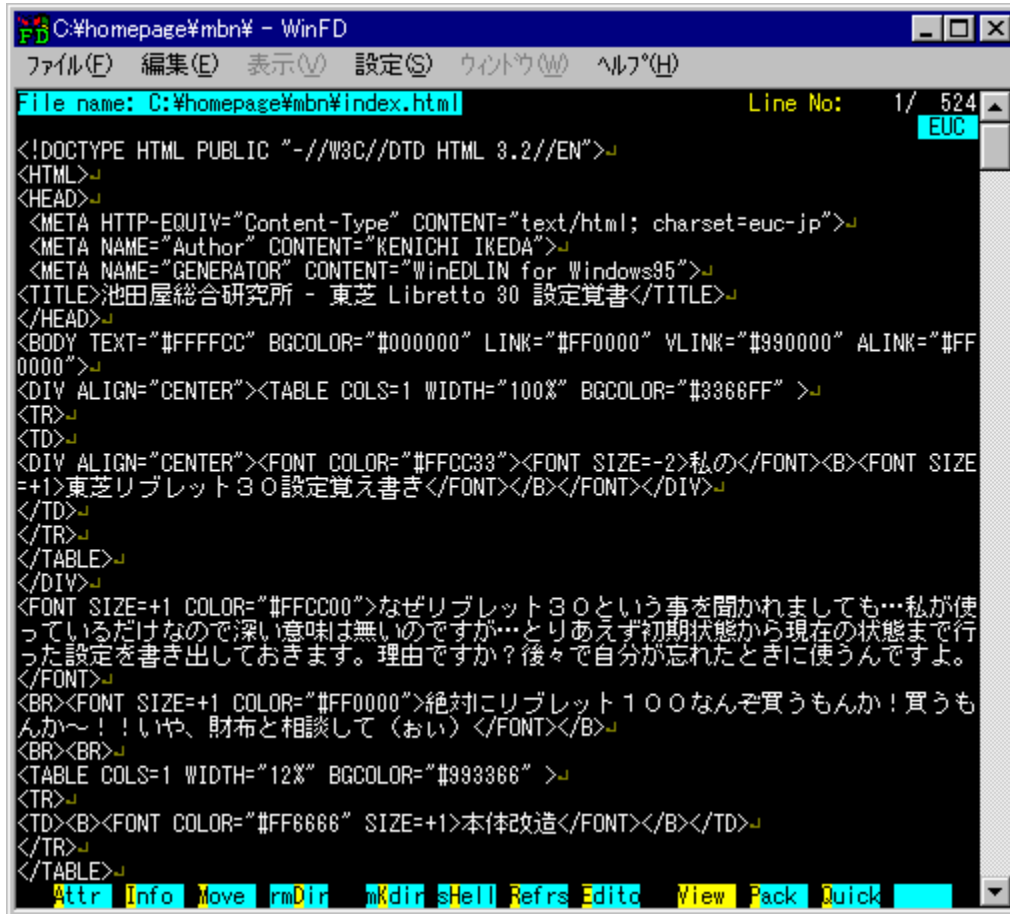 C:¥homepage¥mbn¥ - WinFD
ファイル(F) 編集(E) 表示(V) 設定(S) ウィンドウ(W) ヘルプ(H)
File name: C:¥homepage¥mbn¥index.html Line No: 1/ 524
EUC
<!DOCTYPE HTML PUBLIC "-//W3C//DTD HTML 3.2//EN">↲
<HTML>↲
<HEAD>↲
<META HTTP-EQUIV="Content-Type" CONTENT="text/html; charset=euc-jp">↲
<META NAME="Author" CONTENT="KENICHI IKEDA">↲
<META NAME="GENERATOR" CONTENT="WinEDLIN for Windows95">↲
<TITLE>池田屋総合研究所 - 東芝 Libretto 30 設定覚書</TITLE>↲
</HEAD>↲
<BODY TEXT="#FFFFCC" BGCOLOR="#000000" LINK="#FF0000" VLINK="#990000" ALINK="#FF
0000">↲
<DIV ALIGN="CENTER"><TABLE COLS=1 WIDTH="100%" BGCOLOR="#3366FF" >↲
<TR>↲
<TD>↲
<DIV ALIGN="CENTER"><FONT COLOR="#FFCC33"><FONT SIZE=-2>私の</FONT><B><FONT SIZE
=+1>東芝リブレット30設定覚え書き</FONT></B></FONT></DIV>↲
</TD>↲
</TR>↲
</TABLE>↲
</DIV>↲
<FONT SIZE=+1 COLOR="#FFCC00">なぜリブレット30という事を聞かれましても…私が使
っているだけなので深い意味は無いのですが…とりあえず初期状態から現在の状態まで行
った設定を書き出しておきます。理由ですか?後々で自分が忘れたときに使うんですよ。
</FONT>↲
<BR><FONT SIZE=+1 COLOR="#FF0000">絶対にリブレット100なんぞ買うもんか!買うも
んか~!!いや、財布と相談して(ぉぃ)</FONT></B>↲
<BR><BR>↲
<TABLE COLS=1 WIDTH="12%" BGCOLOR="#993366" >↲
<TR>↲
<TD><B><FONT COLOR="#FF6666" SIZE=+1>本体改造</FONT></B></TD>↲
</TR>↲
</TABLE>↲
Attr Info Move rmDir mKdir sHell Refrs Edito View Pack Quick